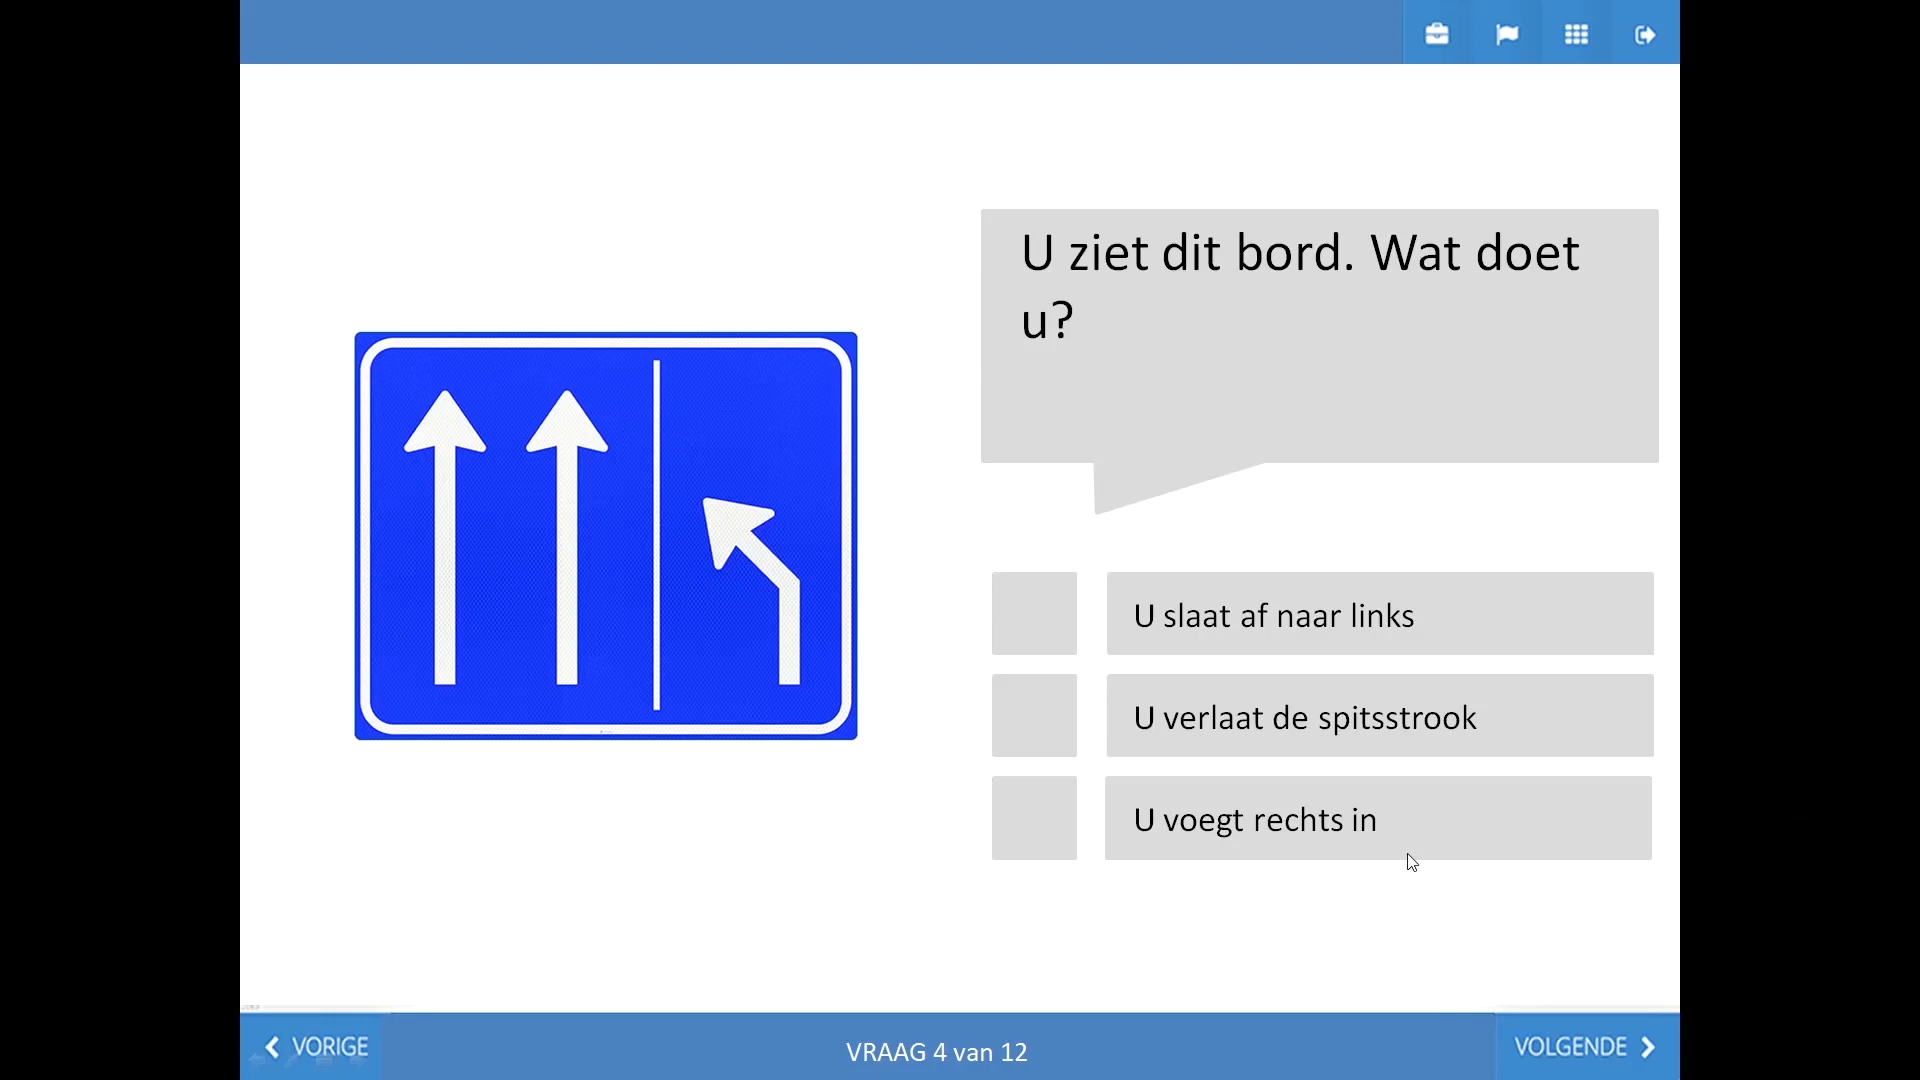 U ziet dit bord. Wat doet
u?
U slaat af naar links
U verlaat de spitsstrook
U voegt rechts in
VORIGE
VRAAG 4 van 12
VOLGENDE